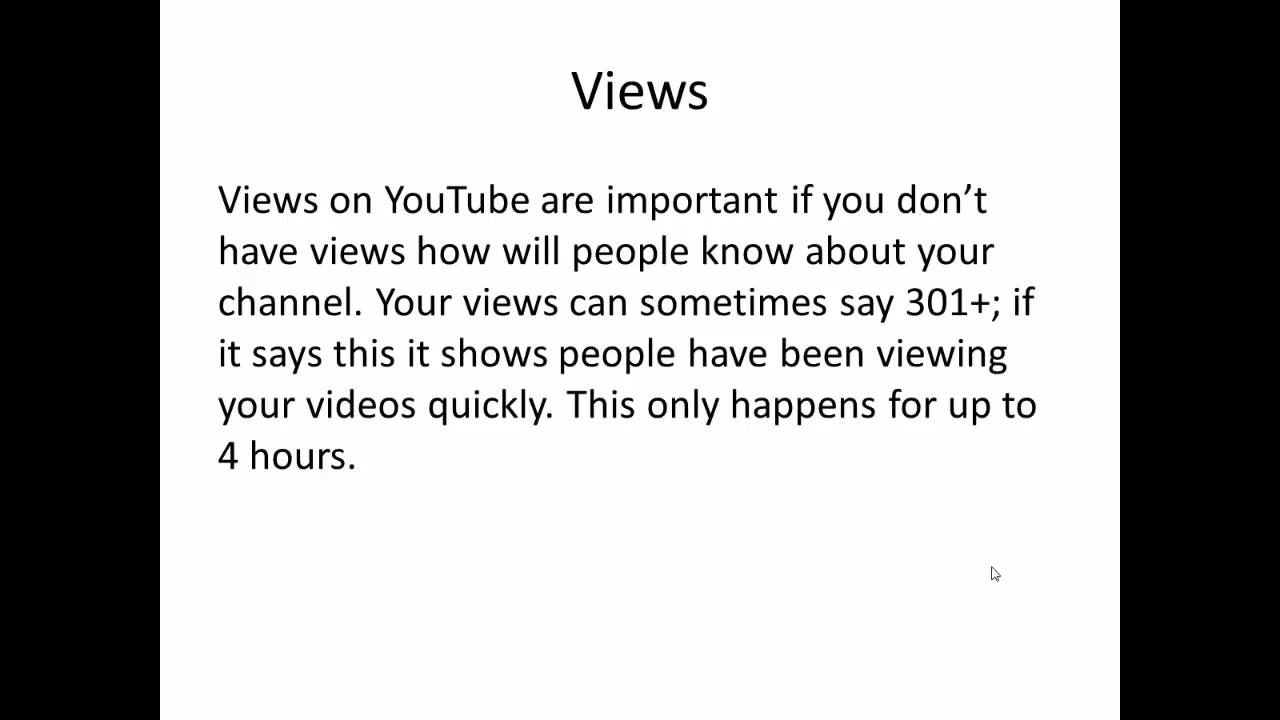 Views
Views on YouTube are important if you don’t
have views how will people know about your
channel. Your views can sometimes say 301+; if
it says this it shows people have been viewing
your videos quickly. This only happens for up to
4 hours.